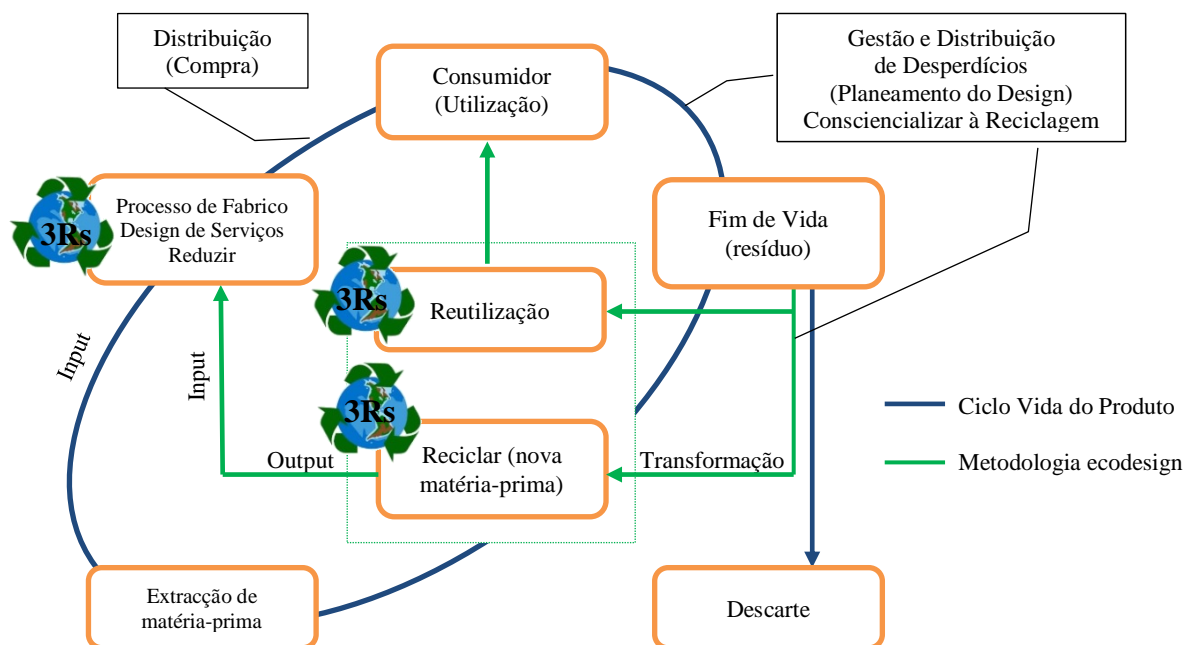 Distribuição
(Compra)
Consumidor
(Utilização)
Gestão e Distribuição
de Desperdícios
(Planeamento do Design)
Consciencializar à Reciclagem
3Rs
Processo de Fabrico
Design de Serviços
Reduzir
Fim de Vida
(resíduo)
3Rs
Reutilização
Input
Input
3Rs
Reciclar (nova
matéria-prima)
Output
Transformação
Ciclo Vida do Produto
Metodologia ecodesign
Extracção de
matéria-prima
Descarte